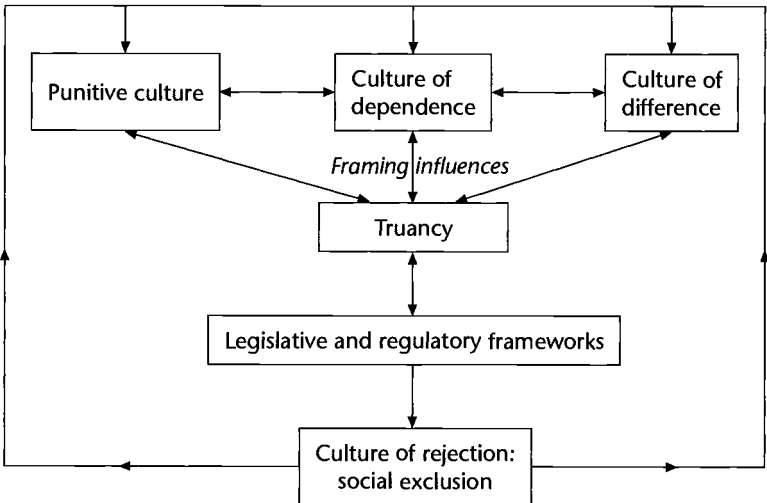 Punitive culture
Culture of
dependence
Culture of
difference
Framing influences
Truancy
Legislative and regulatory frameworks
Culture of rejection:
social exclusion